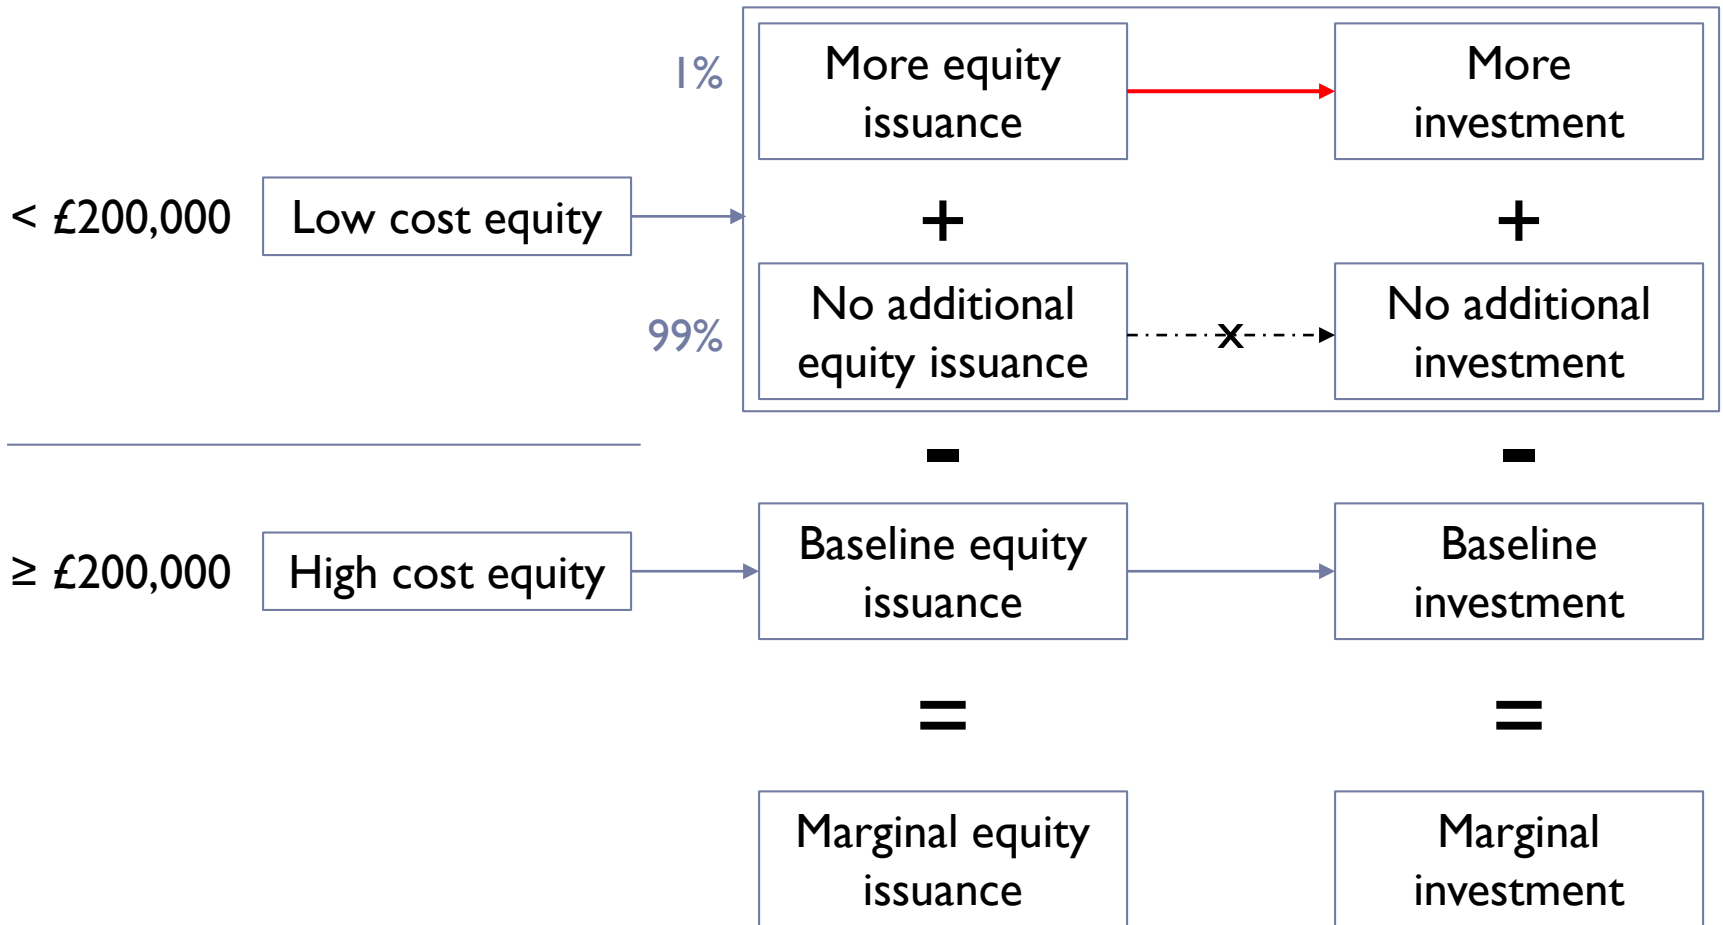 1%
More equity
issuance
More
investment
< £200,000
Low cost equity
+
+
99%
No additional
equity issuance
x
No additional
investment
-
-
≥ £200,000
High cost equity
Baseline equity
issuance
Baseline
investment
=
=
Marginal equity
issuance
Marginal
investment